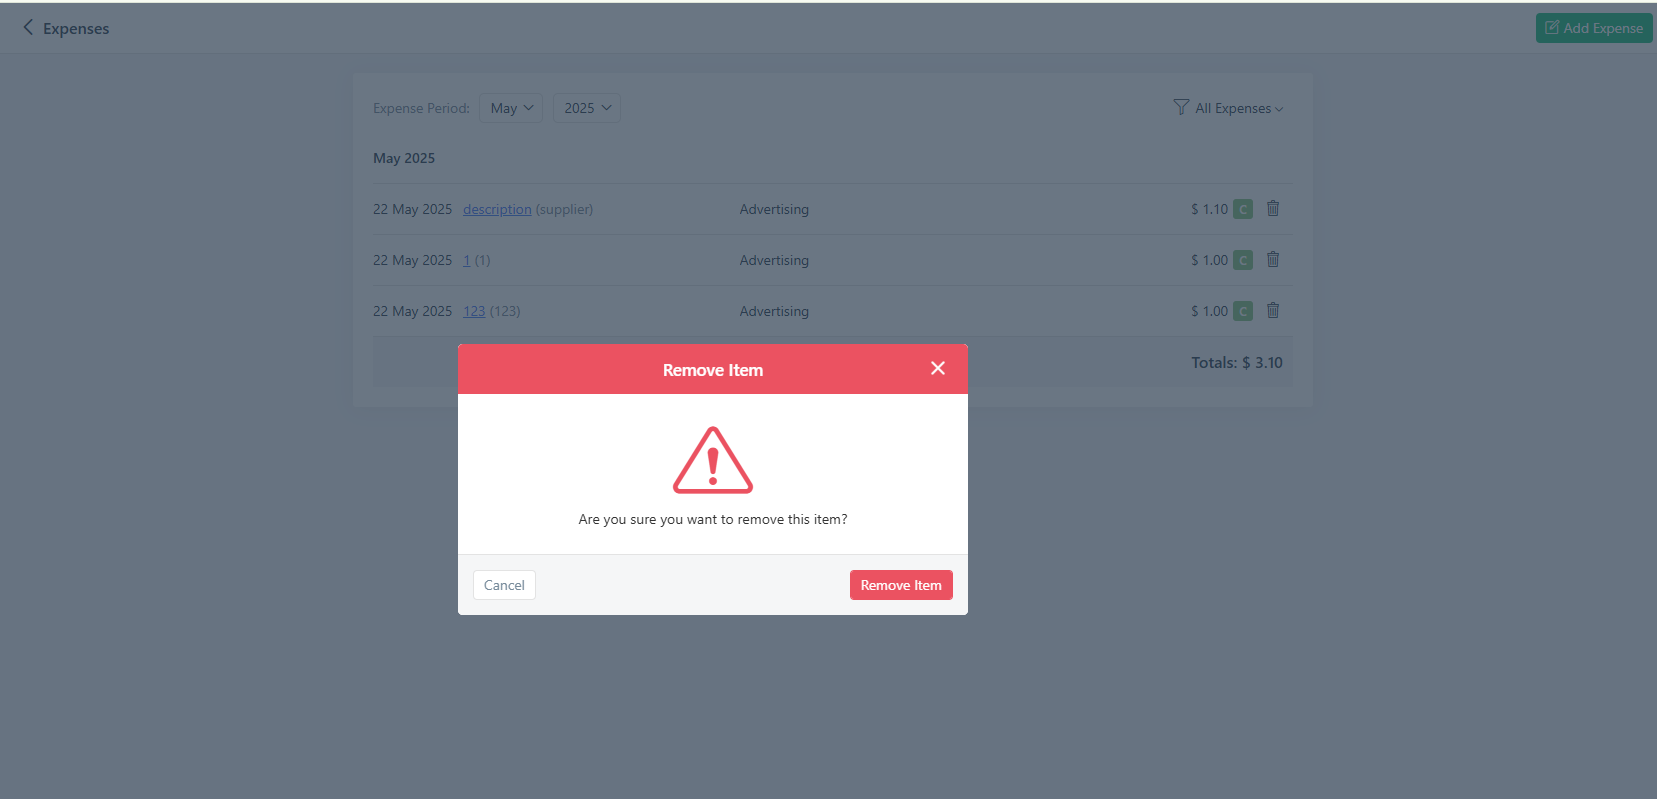 Expenses
Add Expense
Expense Period: May 2025
All Expenses
May 2025
22 May 2025 description (supplier) Advertising $ 1.10 C
22 May 2025 1 (1) Advertising $ 1.00 C
22 May 2025 123 (123) Advertising $ 1.00 C
Totals: $ 3.10
Remove Item
Are you sure you want to remove this item?
Cancel
Remove Item